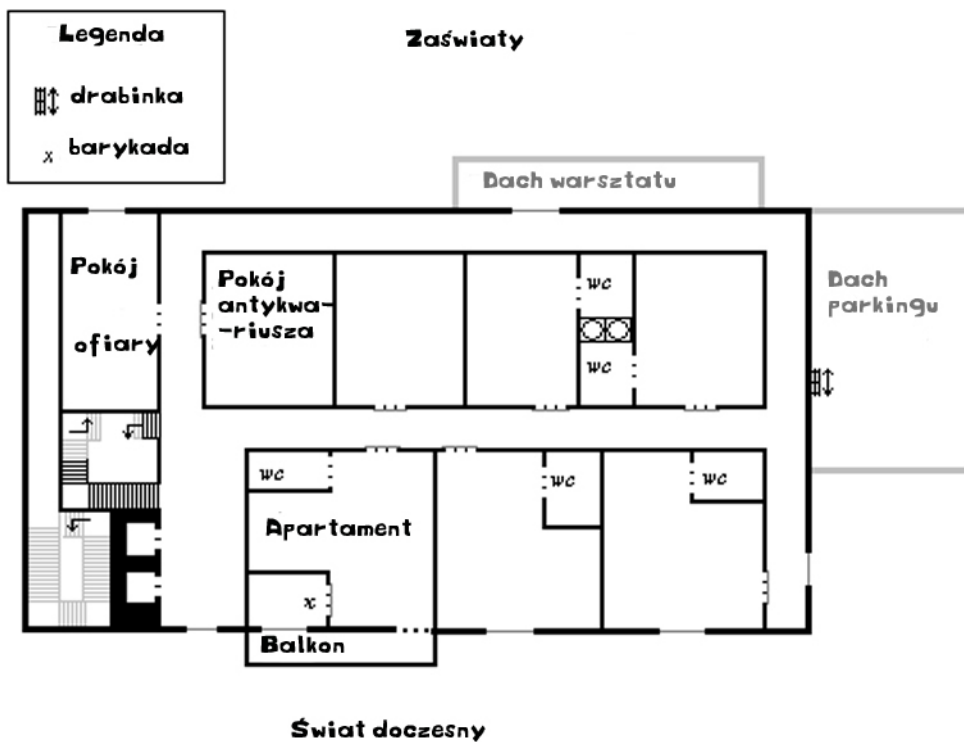 Legenda
drabinka
x barykada
Zaświaty
Dach warsztatu
Pokój
ofiary
Pokój
antykwa-
-riusza
wc
wc
Dach
parkingu
wc
wc
wc
Apartament
x
Balkon
Świat doczesny